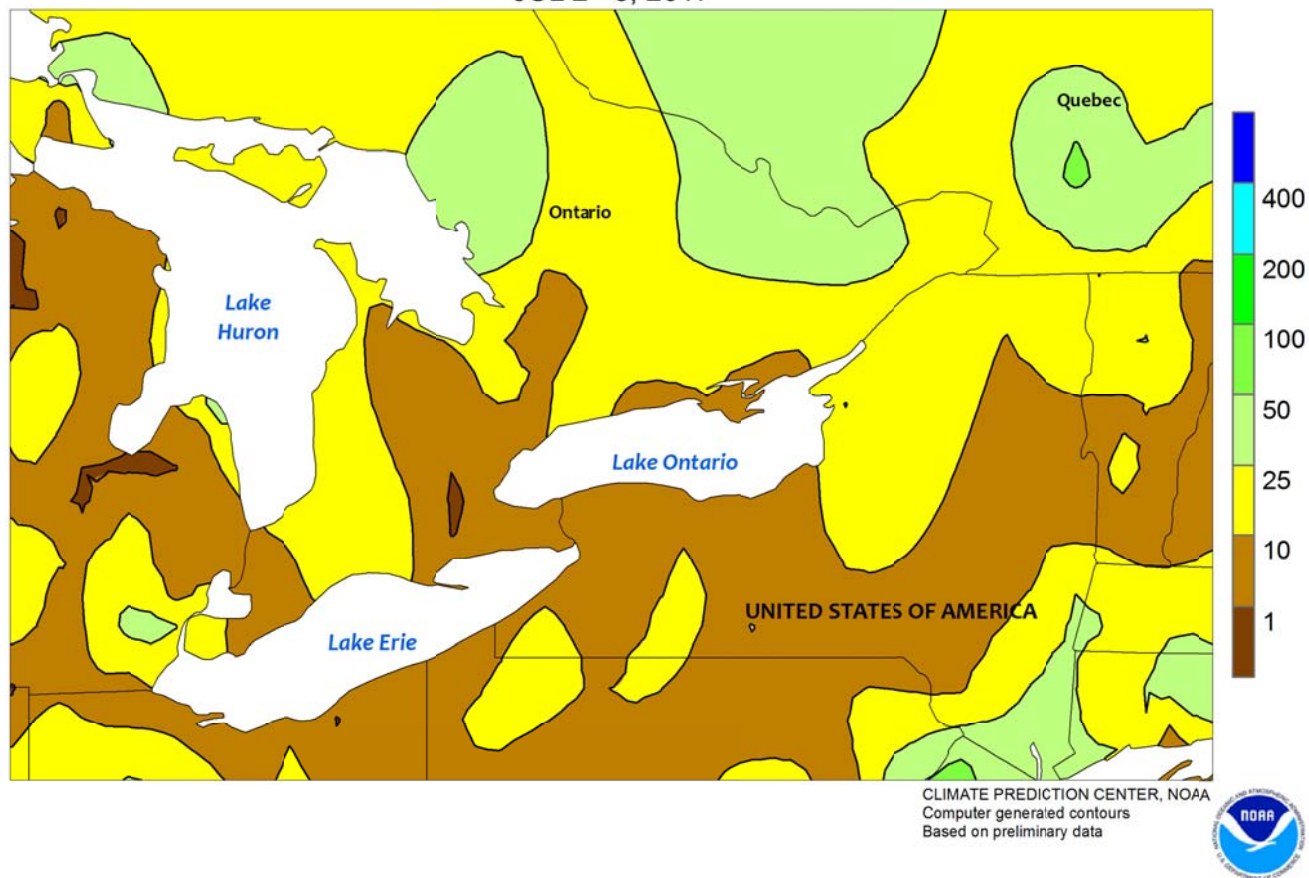 Quebec
Ontario
Lake
Huron
Lake Ontario
UNITED STATES OF AMERICA
Lake Erie
400
200
100
50
25
10
1
CLIMATE PREDICTION CENTER, NOAA
Computer generated contours
Based on preliminary data
NOAA